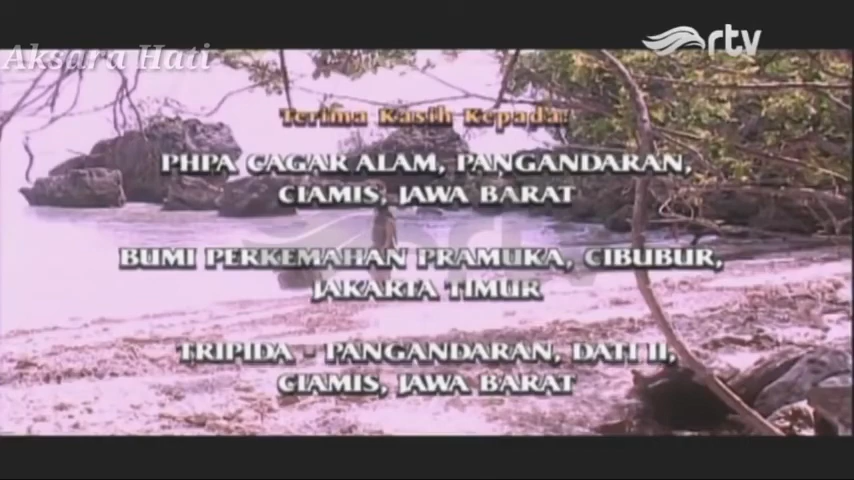 Aksara Hati
rtv
Terima Kasih Kepada:
PHPA CAGAR ALAM, PANGANDARAN,
CIAMIS, JAWA BARAT
BUMI PERKEMAHAN PRAMUKA, CIBUBUR,
JAKARTA TIMUR
TRIPIDA - PANGANDARAN, DATI II,
CIAMIS, JAWA BARAT